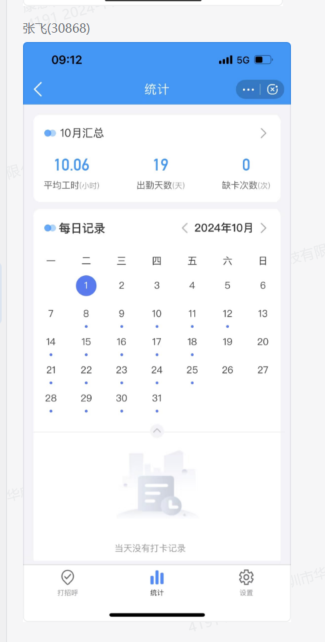 张飞(30868)
09:12 5G
统计
10月汇总
10.06 19 0
平均工时(小时) 出勤天数(天) 缺卡次数(次)
每日记录 2024年10月
一 二 三 四 五 六 日
1 2 3 4 5 6
7 8 9 10 11 12 13
14 15 16 17 18 19 20
21 22 23 24 25 26 27
28 29 30 31
当天没有打卡记录
打招呼 统计 设置